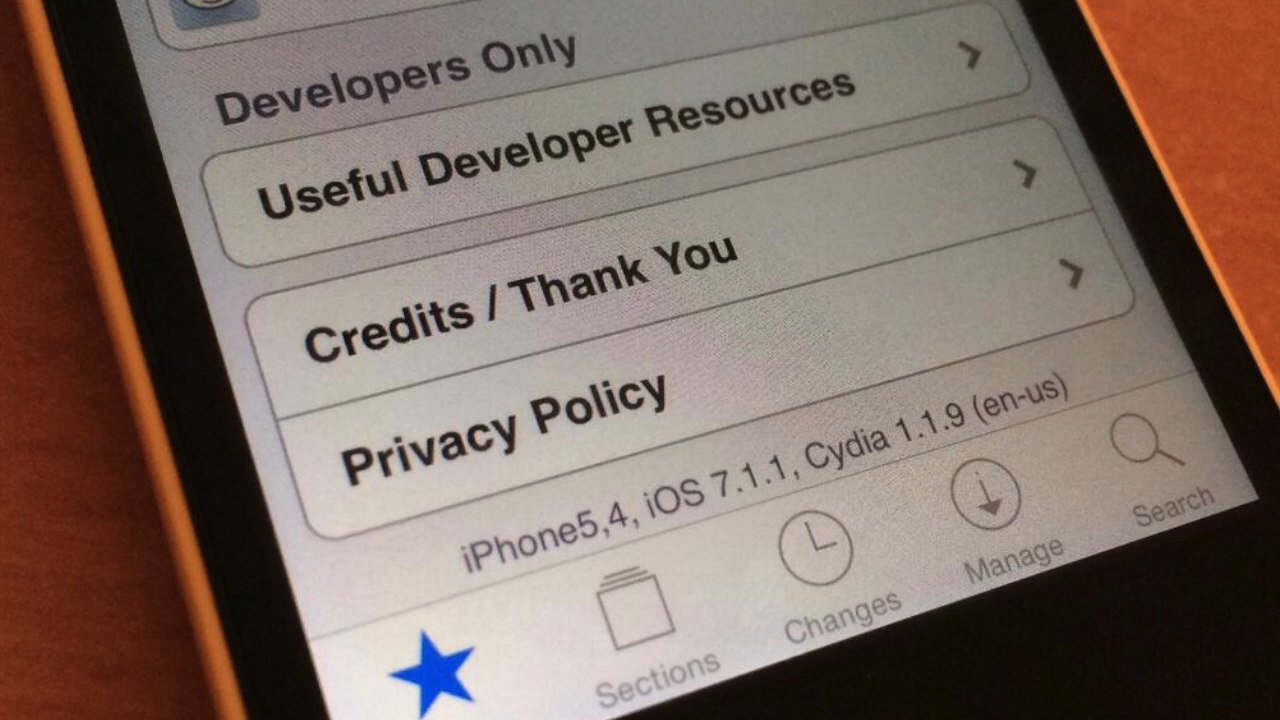 Developers Only
Useful Developer Resources
Credits / Thank You
Privacy Policy
iPhone5,4, iOS 7.1.1, Cydia 1.1.9 (en-us)
Sections
Changes
Manage
Search